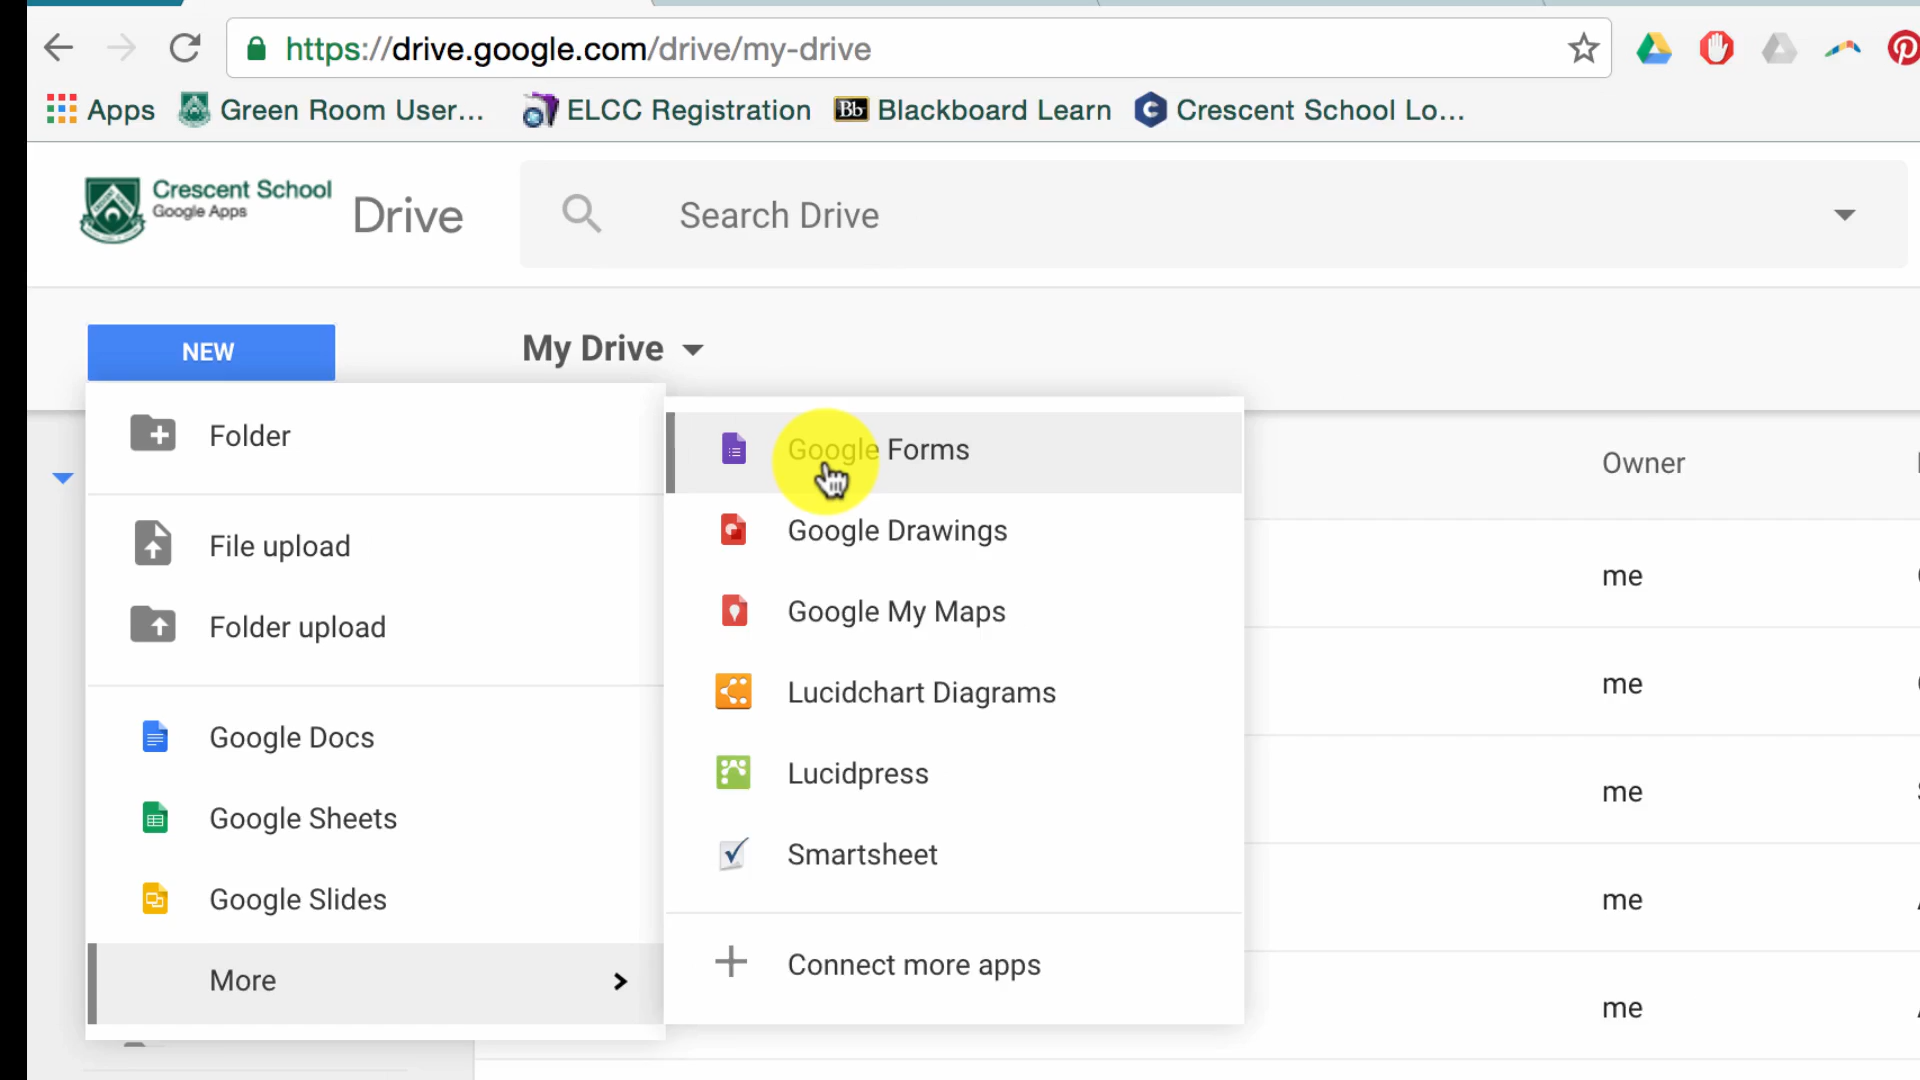 https://drive.google.com/drive/my-drive
Apps Green Room User... ELCC Registration Bb Blackboard Learn C Crescent School Lo...
Crescent School
Google Apps
Drive
Search Drive
NEW
My Drive
Folder
File upload
Folder upload
Google Docs
Google Sheets
Google Slides
More
Google Forms
Google Drawings
Google My Maps
Lucidchart Diagrams
Lucidpress
Smartsheet
Connect more apps
Owner
me
me
me
me
me